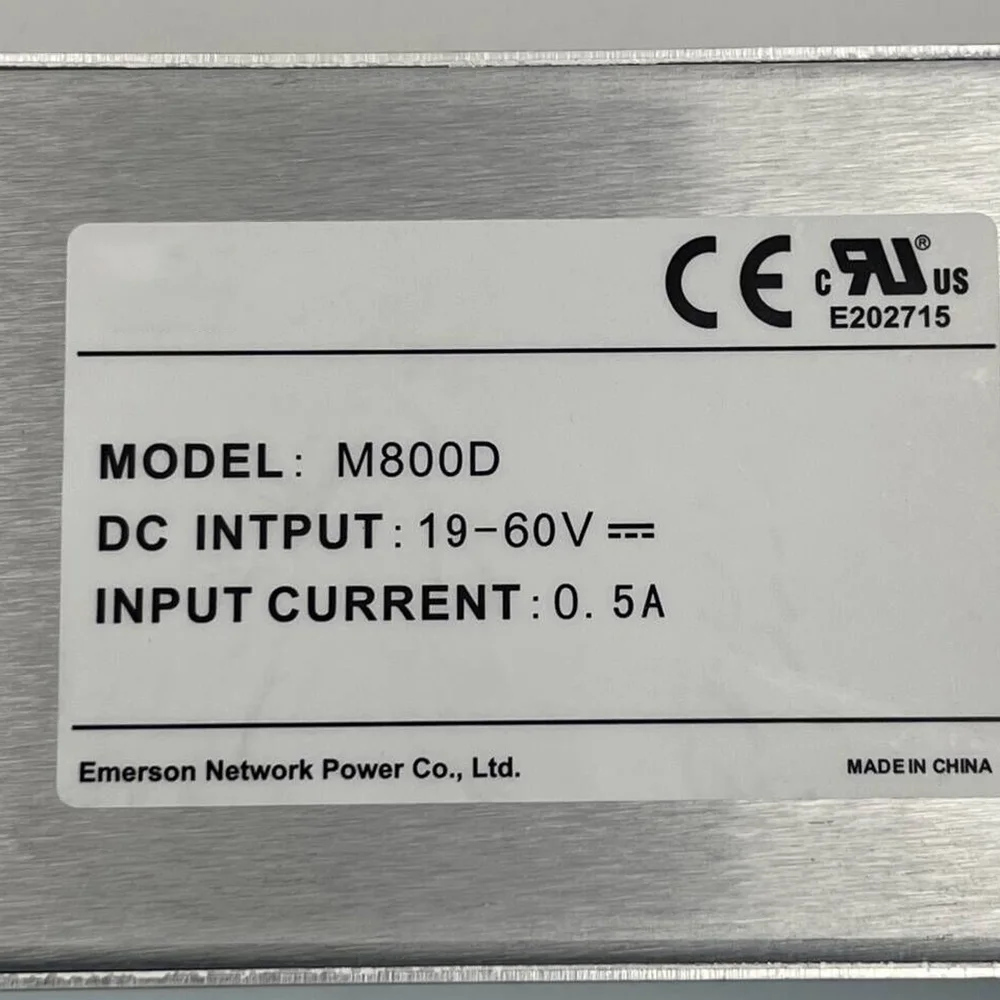 CE c RU® US
E202715
MODEL: M800D
DC INTPUT: 19-60V ⎓
INPUT CURRENT: 0. 5A
Emerson Network Power Co., Ltd.
MADE IN CHINA